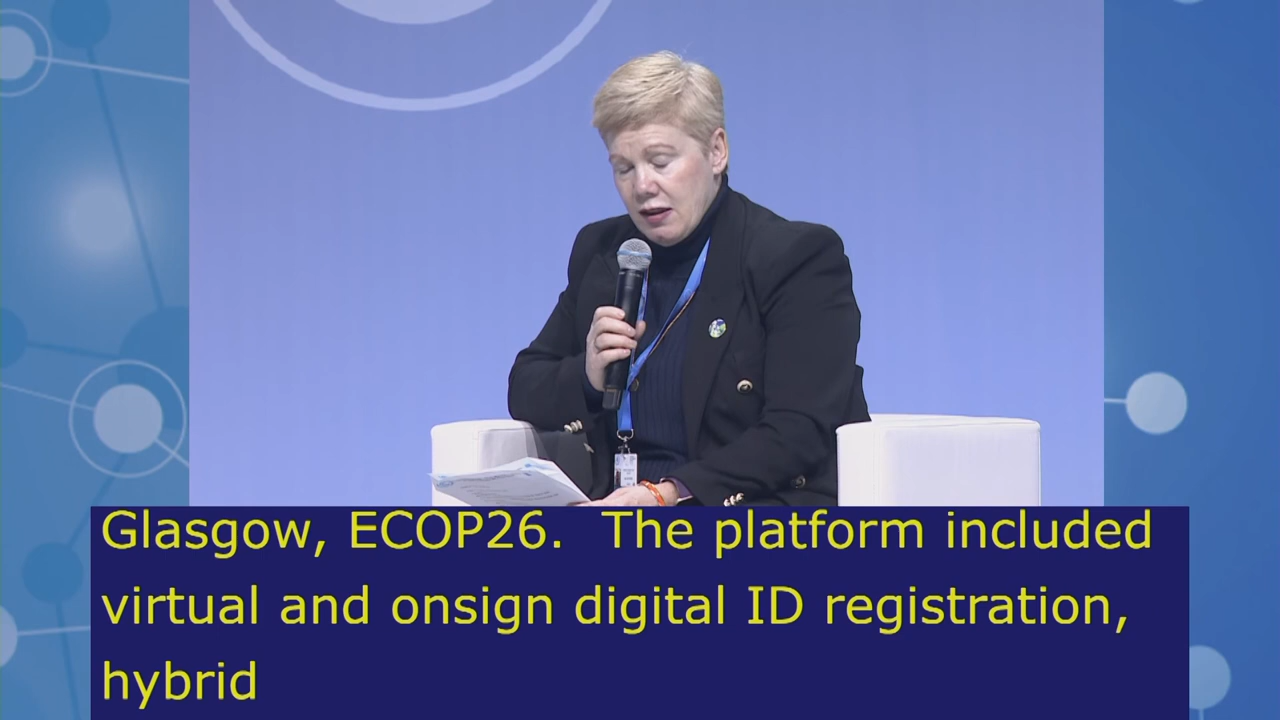 Glasgow, ECOP26.  The platform included
virtual and onsign digital ID registration,
hybrid